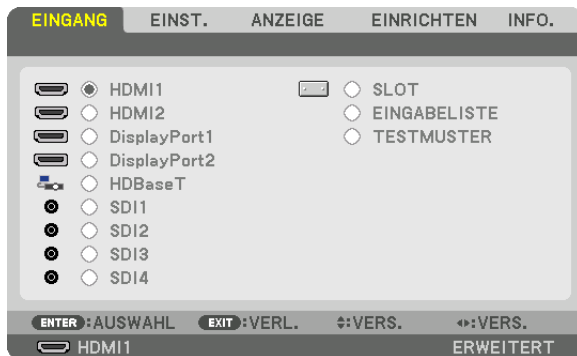 EINGANG EINST. ANZEIGE EINRICHTEN INFO.
HDMI1 SLOT
HDMI2 EINGABELISTE
DisplayPort1 TESTMUSTER
DisplayPort2
HDBaseT
SDI1
SDI2
SDI3
SDI4
ENTER:AUSWAHL EXIT:VERL. :VERS. :VERS.
HDMI1 ERWEITERT